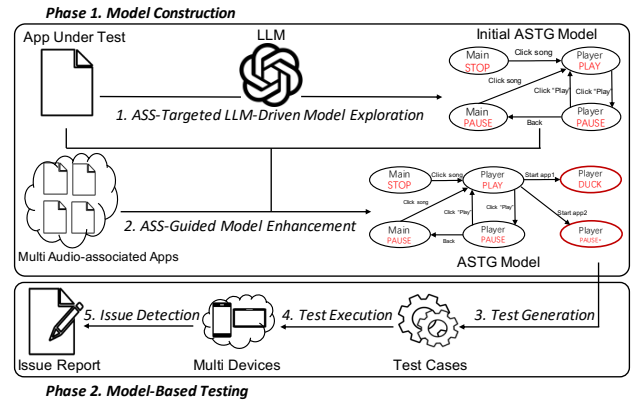 Phase 1. Model Construction
App Under Test
LLM
Initial ASTG Model
Main
STOP
Click song
Player
PLAY
Click song
Click "Play"
Click "Play"
Main
PAUSE
Back
Player
PAUSE
1. ASS-Targeted LLM-Driven Model Exploration
Main
STOP
Click song
Player
PLAY
Start app1
Player
DUCK
Click song
Click "Play"
Click "Play"
Start app2
Main
PAUSE
Back
Player
PAUSE
Player
PAUSE*
2. ASS-Guided Model Enhancement
Multi Audio-associated Apps
ASTG Model
5. Issue Detection
4. Test Execution
3. Test Generation
Issue Report
Multi Devices
Test Cases
Phase 2. Model-Based Testing